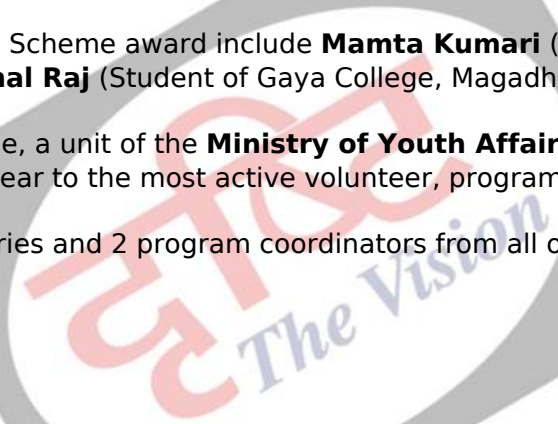 Scheme award include Mamta Kumari (
al Raj (Student of Gaya College, Magadh
e, a unit of the Ministry of Youth Affair
ear to the most active volunteer, program
ries and 2 program coordinators from all o
दृष्टि
The Vision